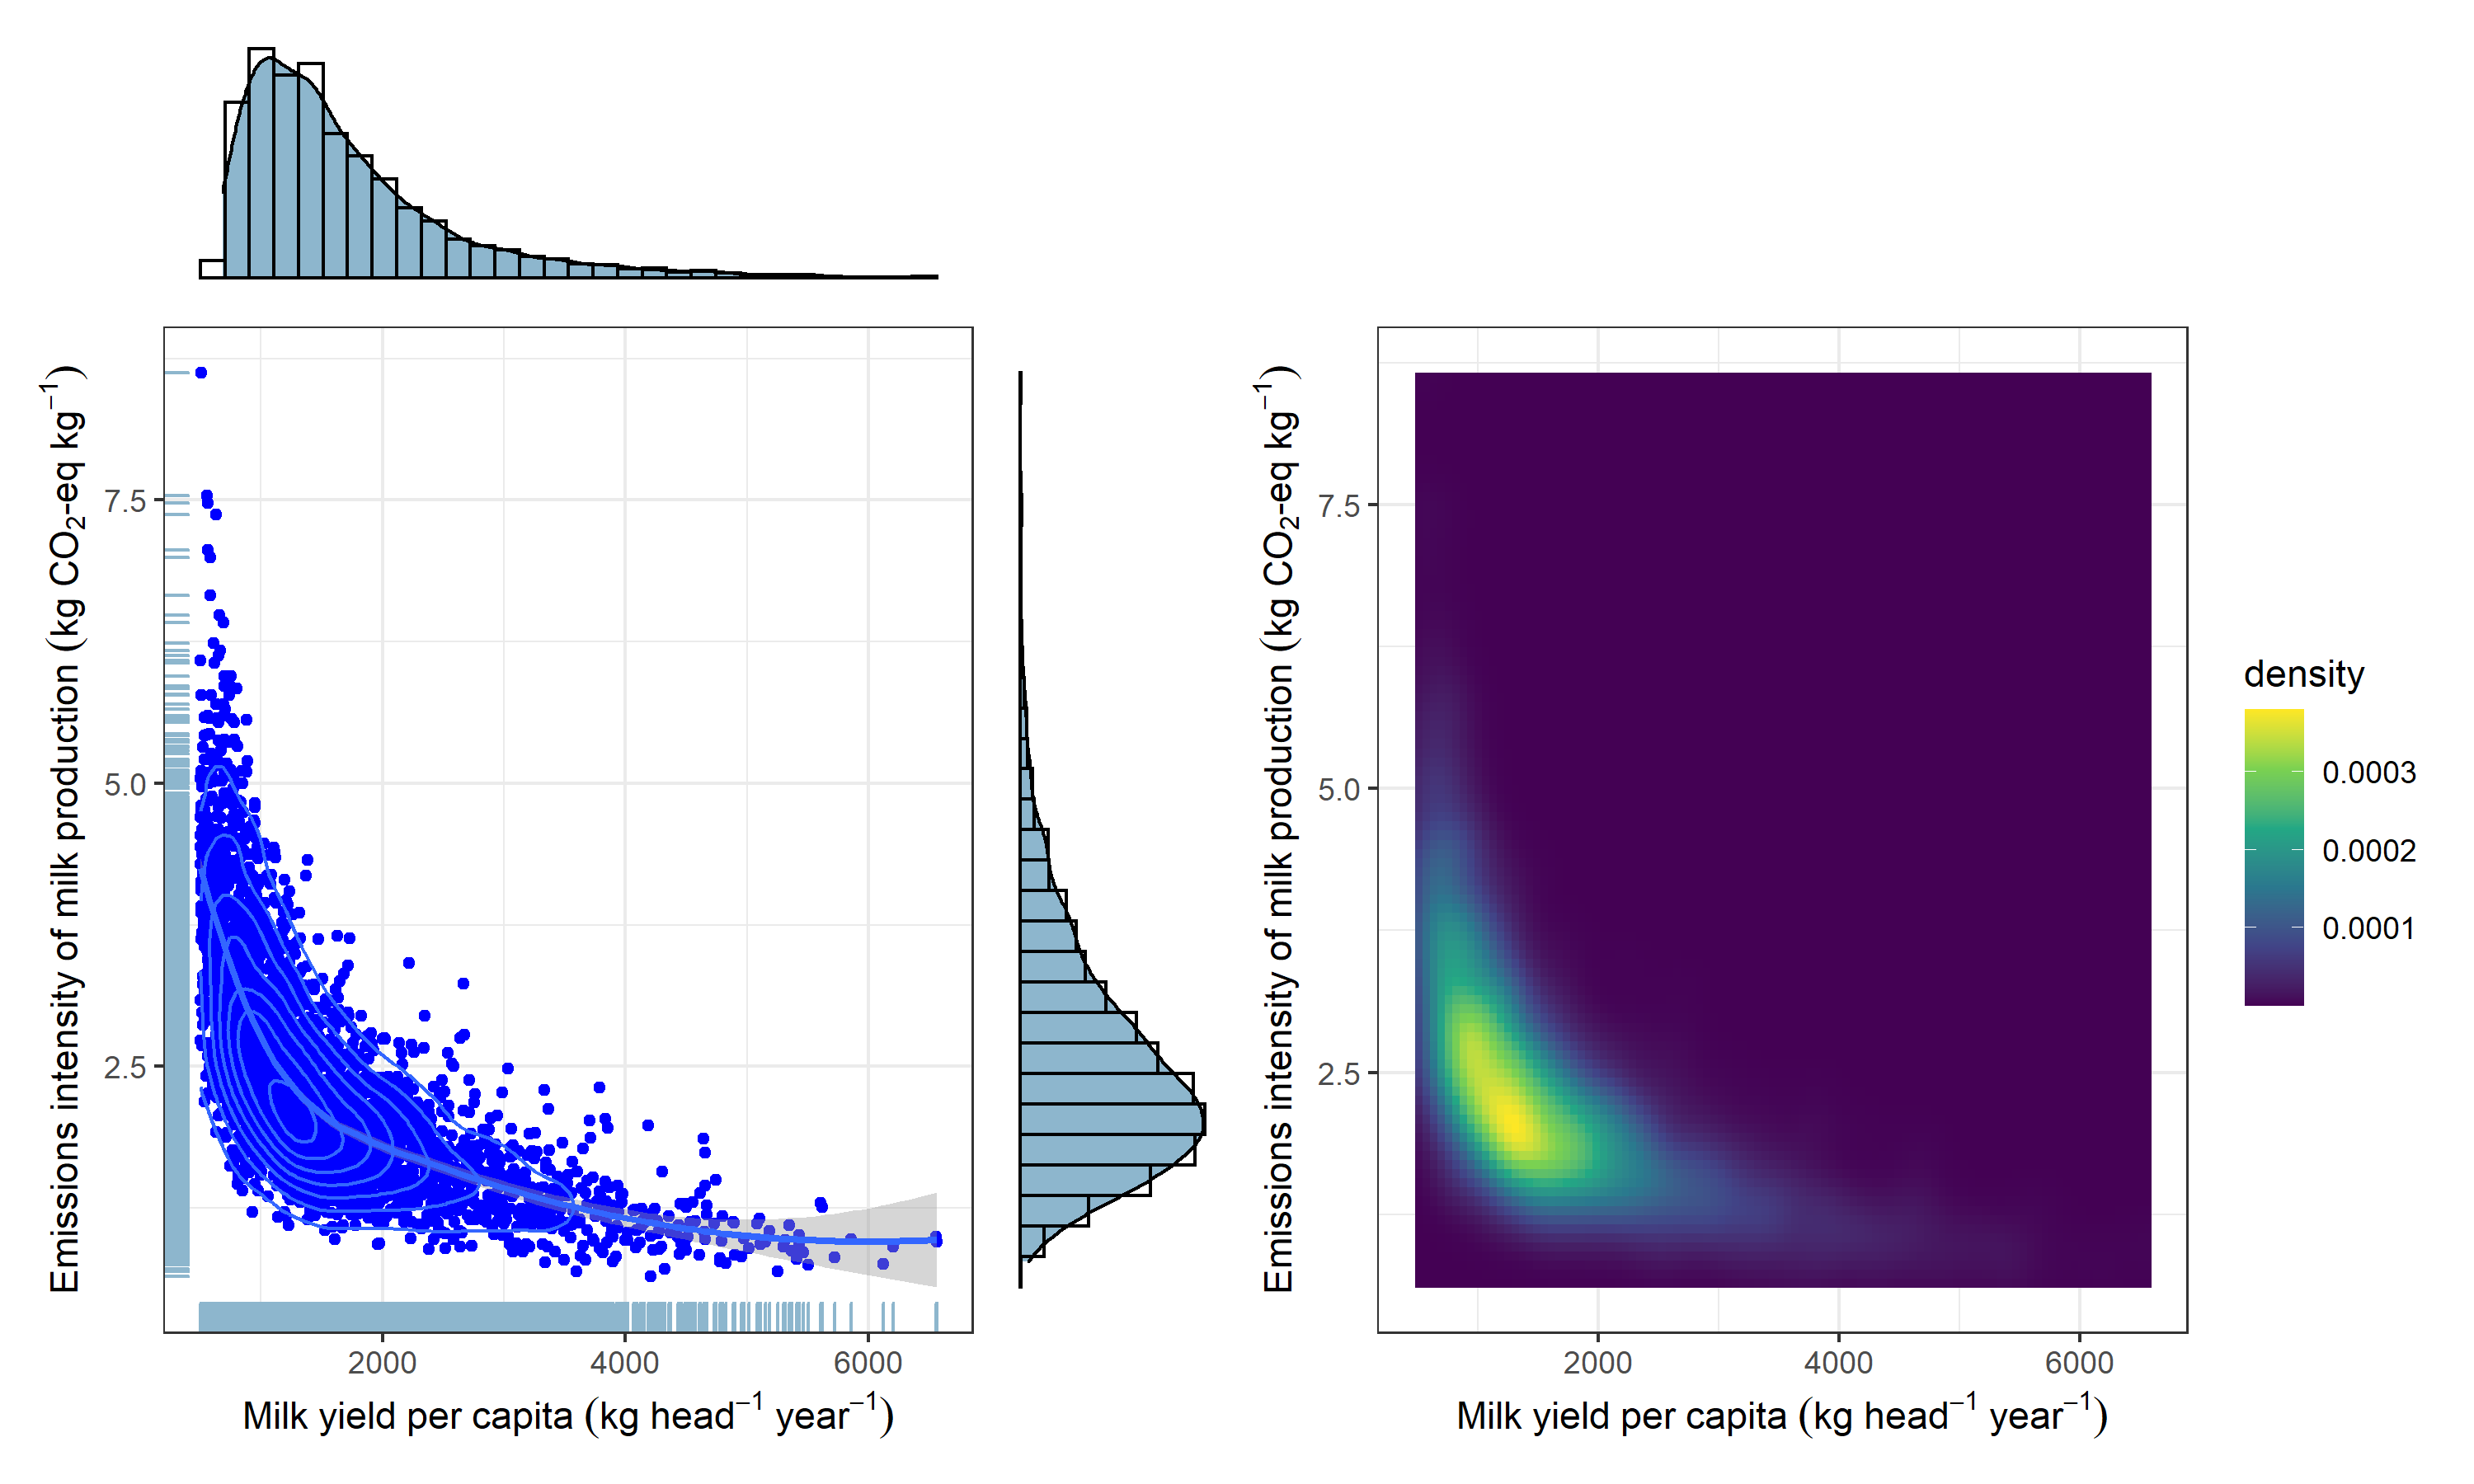 Emissions intensity of milk production (kg CO₂-eq kg⁻¹)
7.5
5.0
2.5
2000 4000 6000
Milk yield per capita (kg head⁻¹ year⁻¹)
Emissions intensity of milk production (kg CO₂-eq kg⁻¹)
7.5
5.0
2.5
2000 4000 6000
Milk yield per capita (kg head⁻¹ year⁻¹)
density
0.0003
0.0002
0.0001